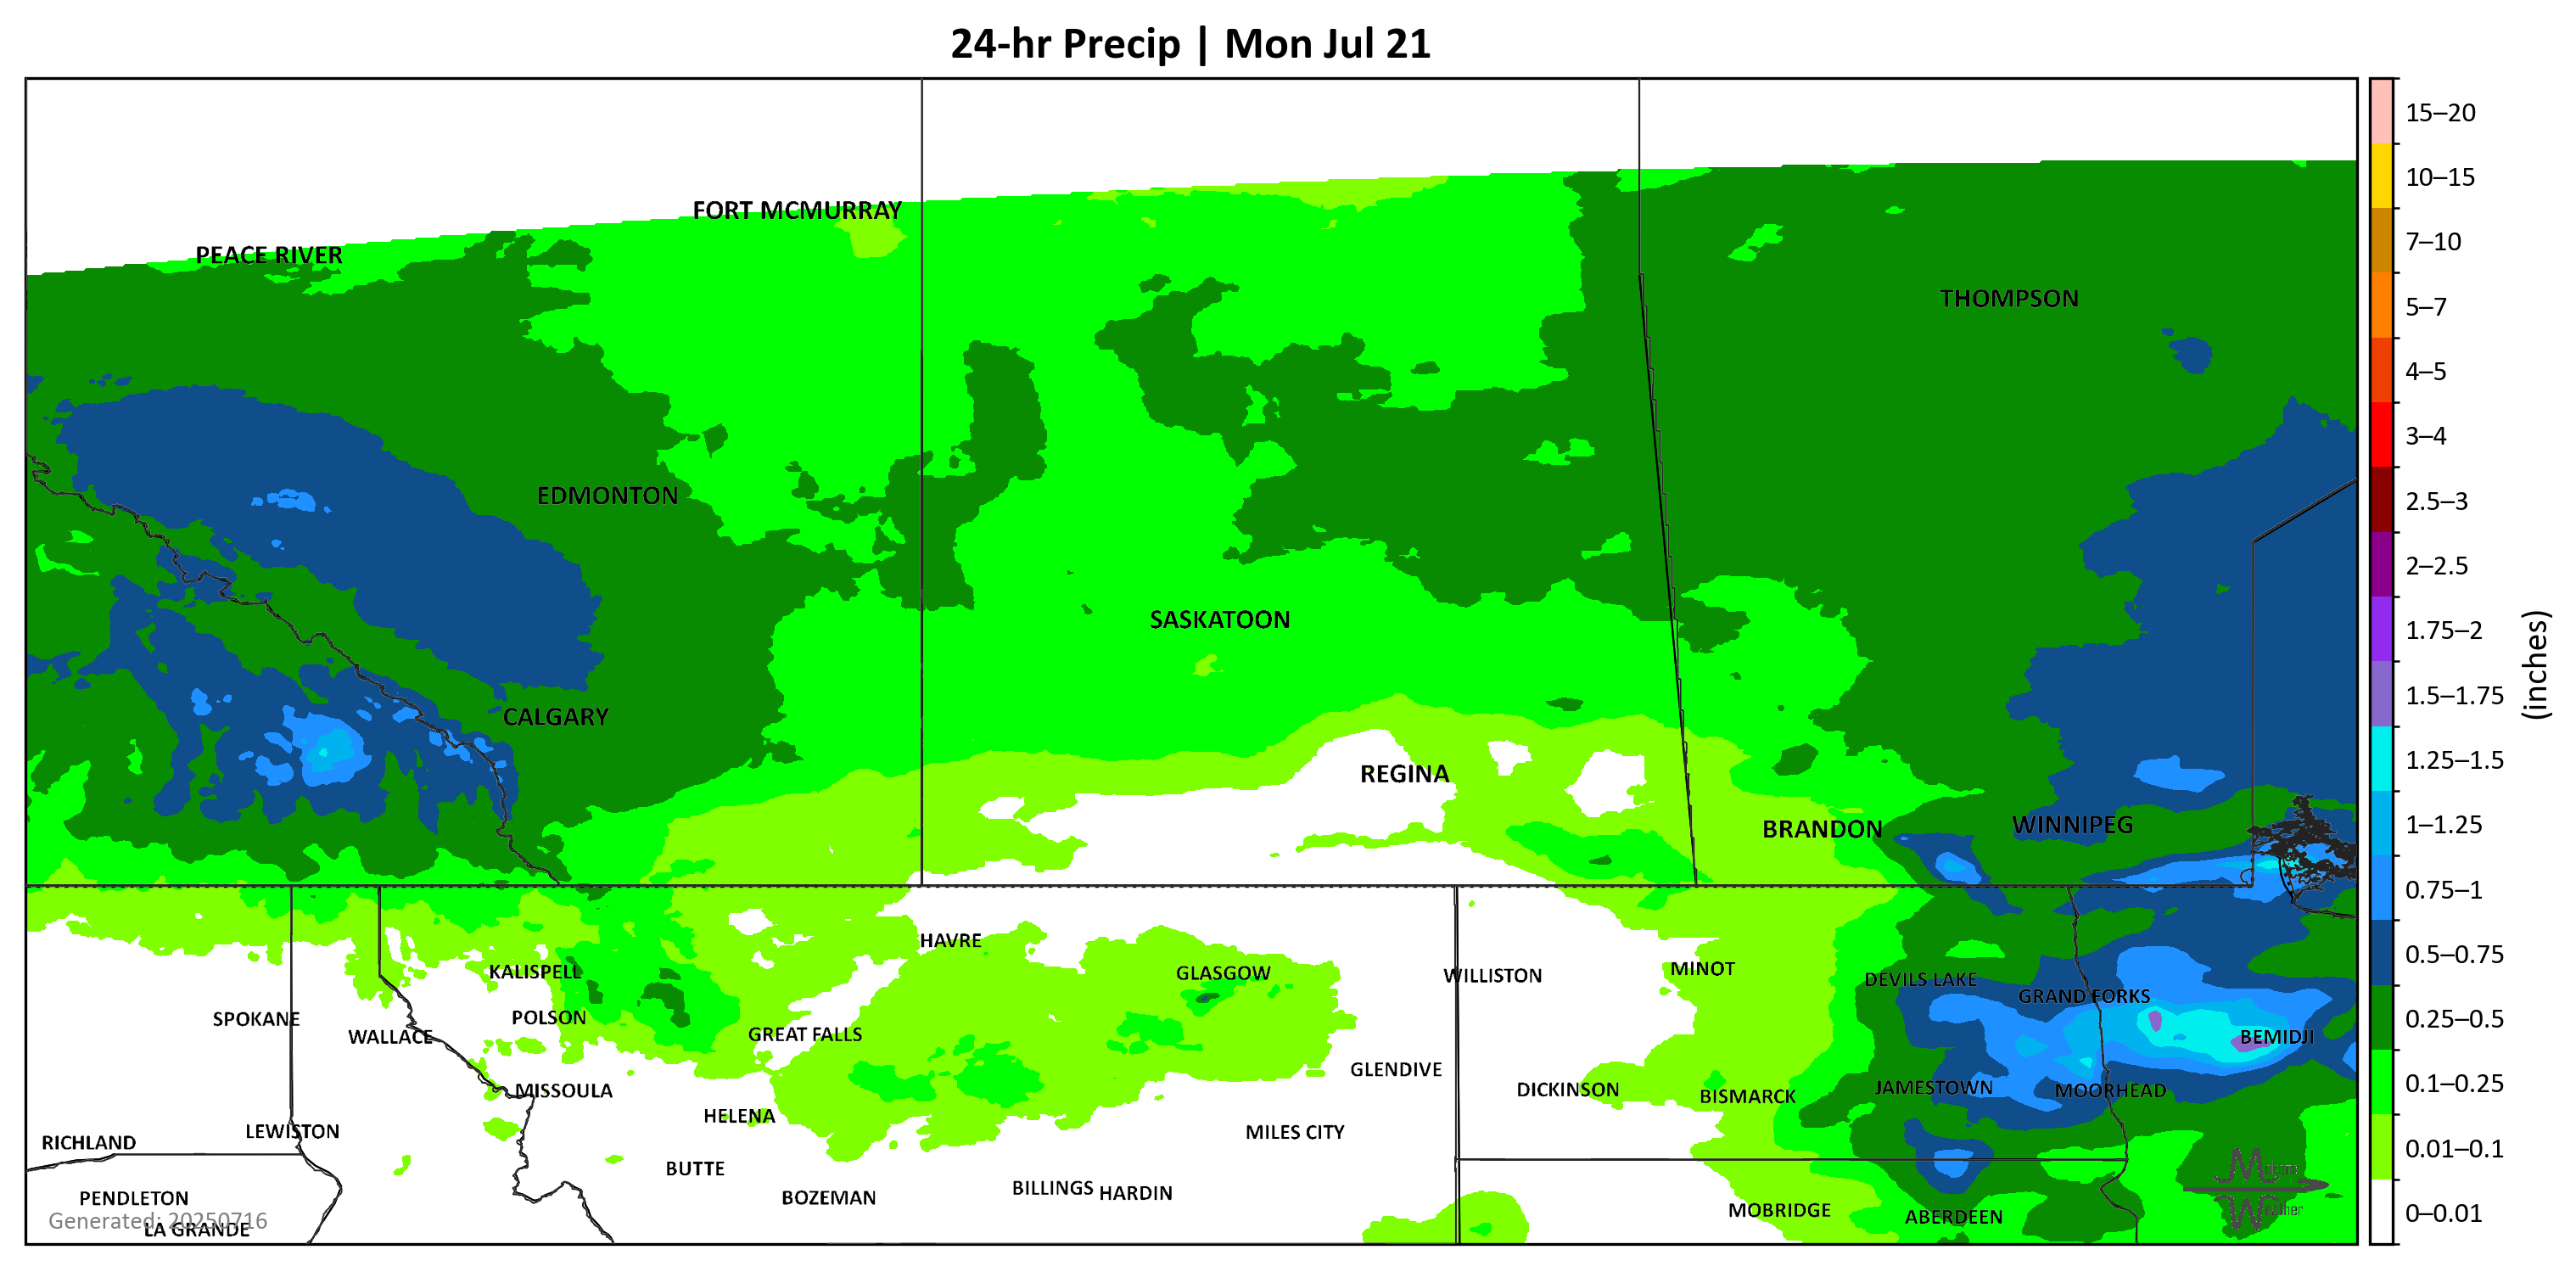 24-hr Precip | Mon Jul 21
15–20
10–15
7–10
5–7
4–5
3–4
2.5–3
2–2.5
1.75–2
1.5–1.75
1.25–1.5
1–1.25
0.75–1
0.5–0.75
0.25–0.5
0.1–0.25
0.01–0.1
0–0.01
(inches)
FORT MCMURRAY
PEACE RIVER
THOMPSON
EDMONTON
SASKATOON
CALGARY
REGINA
BRANDON
WINNIPEG
HAVRE
KALISPELL
GLASGOW
WILLISTON
MINOT
DEVILS LAKE
GRAND FORKS
SPOKANE
WALLACE
POLSON
GREAT FALLS
BEMIDJI
GLENDIVE
MISSOULA
DICKINSON
BISMARCK
JAMESTOWN
MOORHEAD
HELENA
RICHLAND
LEWISTON
MILES CITY
BUTTE
PENDLETON
BOZEMAN
BILLINGS
HARDIN
MOBRIDGE
ABERDEEN
Generated: 20250716
LA GRANDE